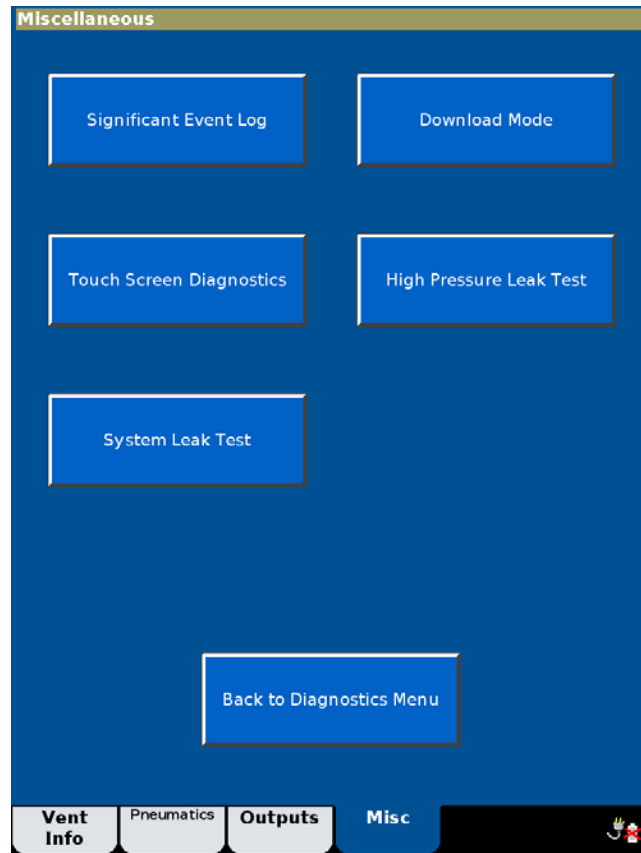 Miscellaneous
Significant Event Log
Download Mode
Touch Screen Diagnostics
High Pressure Leak Test
System Leak Test
Back to Diagnostics Menu
Vent
Info
Pneumatics
Outputs
Misc